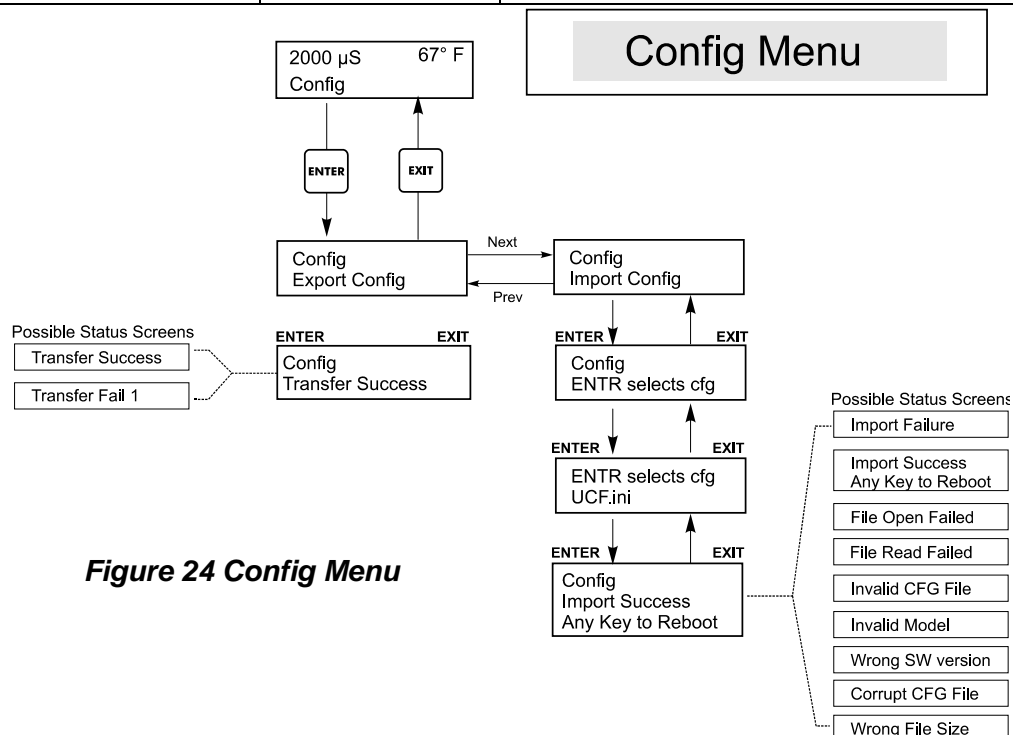 Config Menu
2000 µS 67° F
Config
ENTER EXIT
Config
Export Config
Next
Prev
Config
Import Config
Possible Status Screens
Transfer Success
Transfer Fail 1
ENTER EXIT
Config
Transfer Success
ENTER EXIT
Config
ENTR selects cfg
ENTER EXIT
ENTR selects cfg
UCF.ini
ENTER EXIT
Config
Import Success
Any Key to Reboot
Possible Status Screens
Import Failure
Import Success
Any Key to Reboot
File Open Failed
File Read Failed
Invalid CFG File
Invalid Model
Wrong SW version
Corrupt CFG File
Wrong File Size
Figure 24 Config Menu